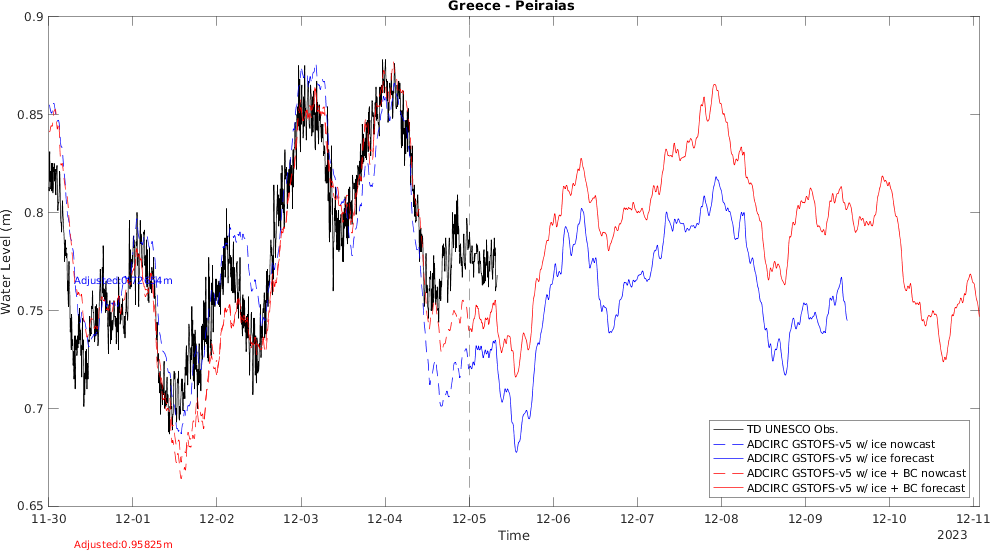 Greece - Peiraias
Water Level (m)
0.9
0.85
0.8
0.75
0.7
0.65
TD UNESCO Obs.
ADCIRC GSTOFS-v5 w/ ice nowcast
ADCIRC GSTOFS-v5 w/ ice forecast
ADCIRC GSTOFS-v5 w/ ice + BC nowcast
ADCIRC GSTOFS-v5 w/ ice + BC forecast
11-30 12-01 12-02 12-03 12-04 12-05 12-06 12-07 12-08 12-09 12-10 12-11
Time
2023
Adjusted:0.95825m